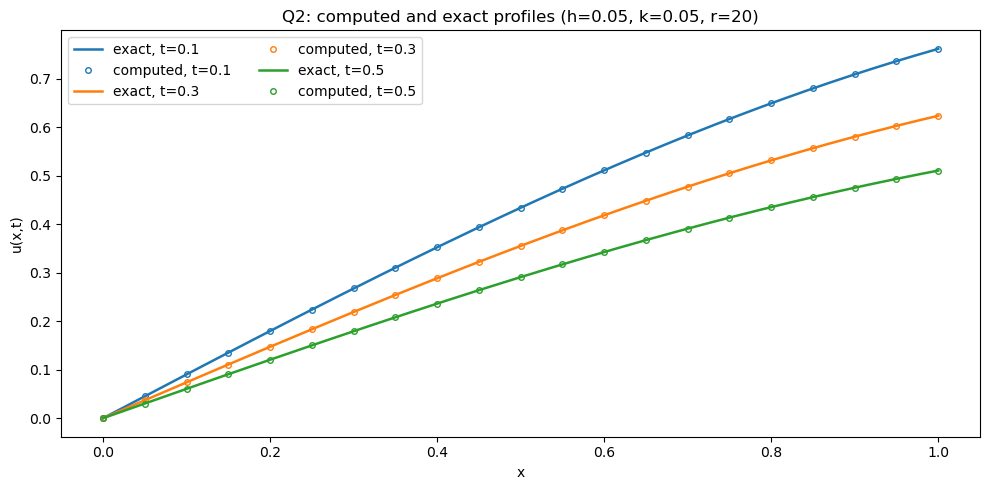 Q2: computed and exact profiles (h=0.05, k=0.05, r=20)
exact, t=0.1
computed, t=0.1
exact, t=0.3
computed, t=0.3
exact, t=0.5
computed, t=0.5
u(x,t)
0.7
0.6
0.5
0.4
0.3
0.2
0.1
0.0
0.0 0.2 0.4 0.6 0.8 1.0
x